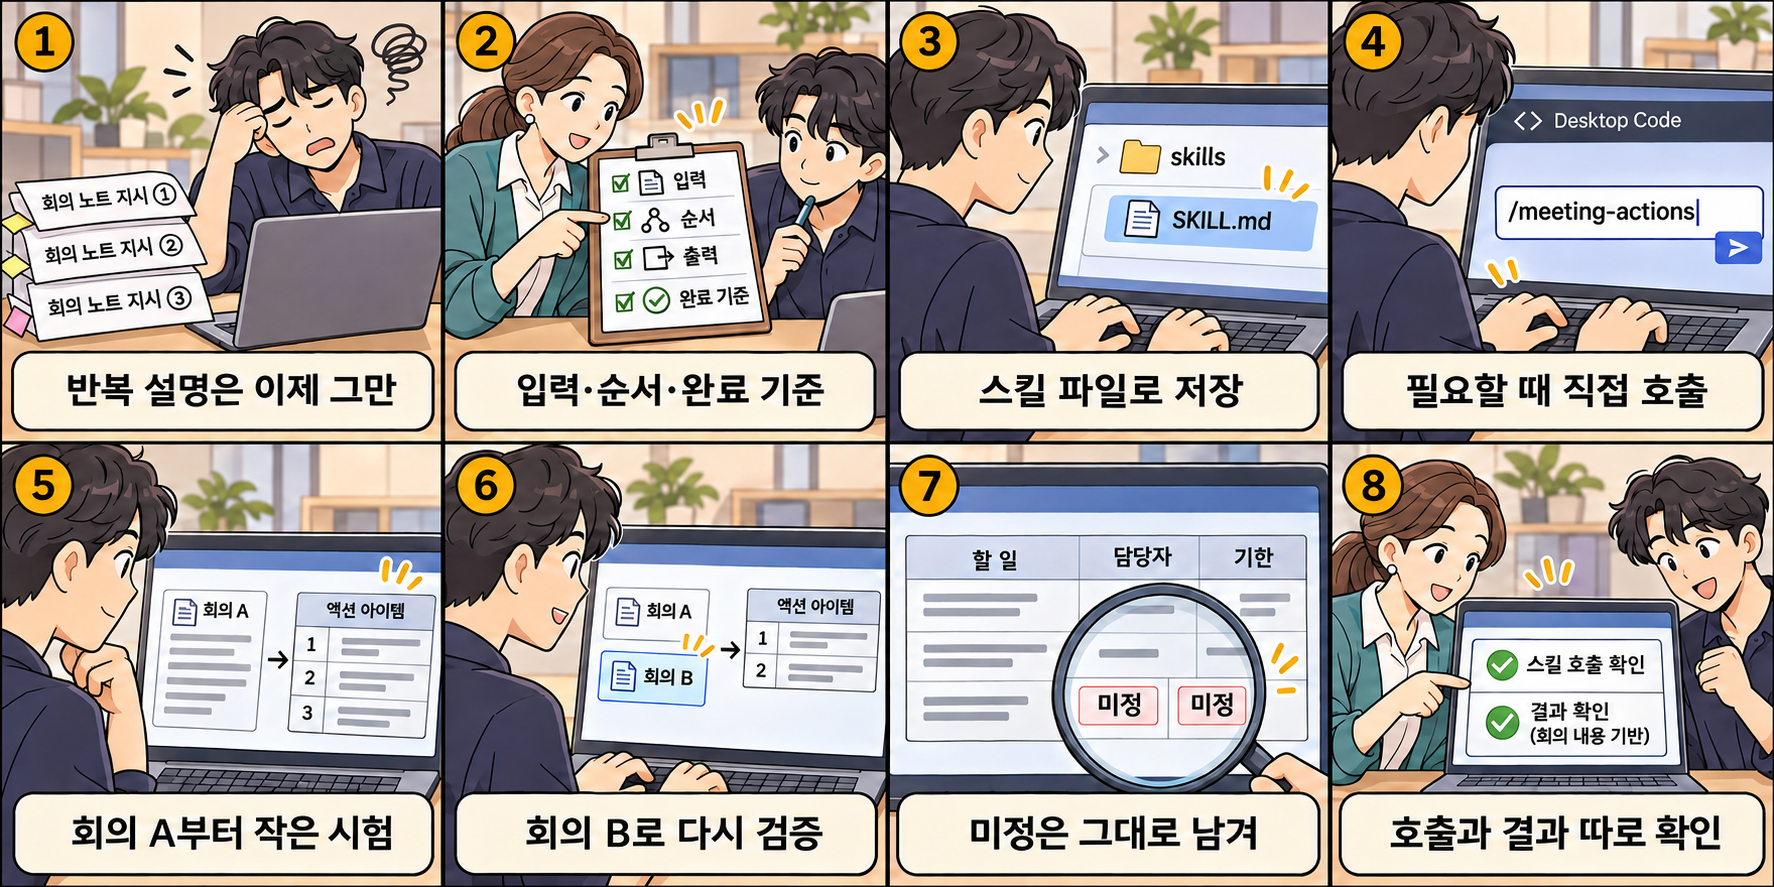 1
회의 노트 지시 ①
회의 노트 지시 ②
회의 노트 지시 ③
반복 설명은 이제 그만
2
입력
순서
출력
완료 기준
입력·순서·완료 기준
3
skills
SKILL.md
스킬 파일로 저장
4
<> Desktop Code
/meeting-actions
필요할 때 직접 호출
5
회의 A
액션 아이템
1
2
3
회의 A부터 작은 시험
6
회의 A
회의 B
액션 아이템
1
2
회의 B로 다시 검증
7
할 일 담당자 기한
미정 미정
미정은 그대로 남겨
8
스킬 호출 확인
결과 확인
(회의 내용 기반)
호출과 결과 따로 확인